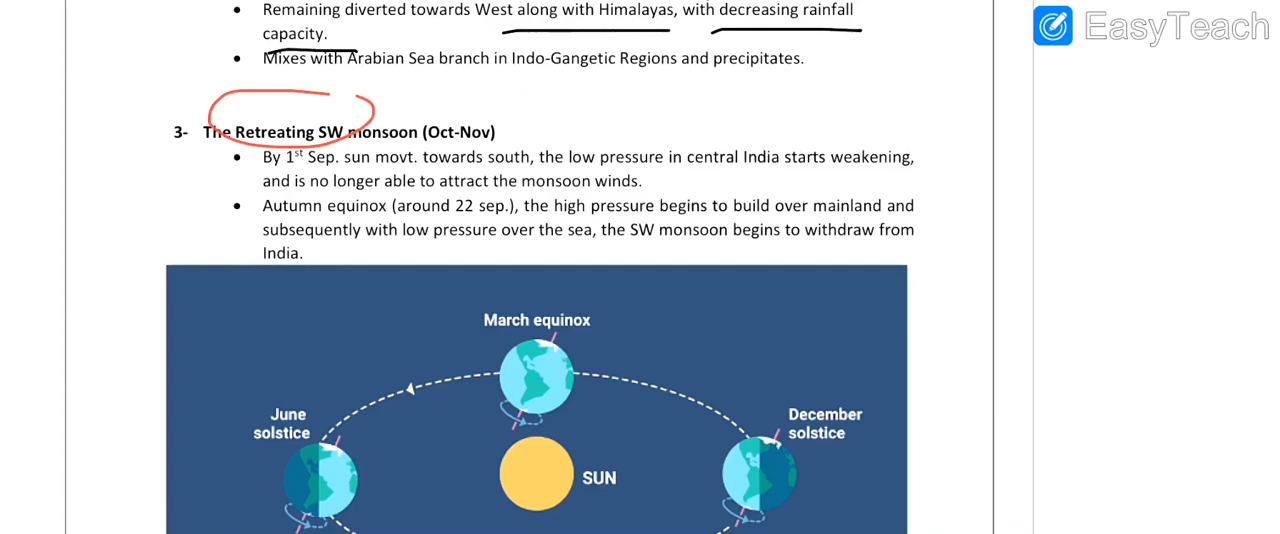 • Remaining diverted towards West along with Himalayas, with decreasing rainfall
capacity.
• Mixes with Arabian Sea branch in Indo-Gangetic Regions and precipitates.
EasyTeach
3- The Retreating SW monsoon (Oct-Nov)
• By 1st Sep. sun movt. towards south, the low pressure in central India starts weakening,
and is no longer able to attract the monsoon winds.
• Autumn equinox (around 22 sep.), the high pressure begins to build over mainland and
subsequently with low pressure over the sea, the SW monsoon begins to withdraw from
India.
March equinox
June
solstice
December
solstice
SUN